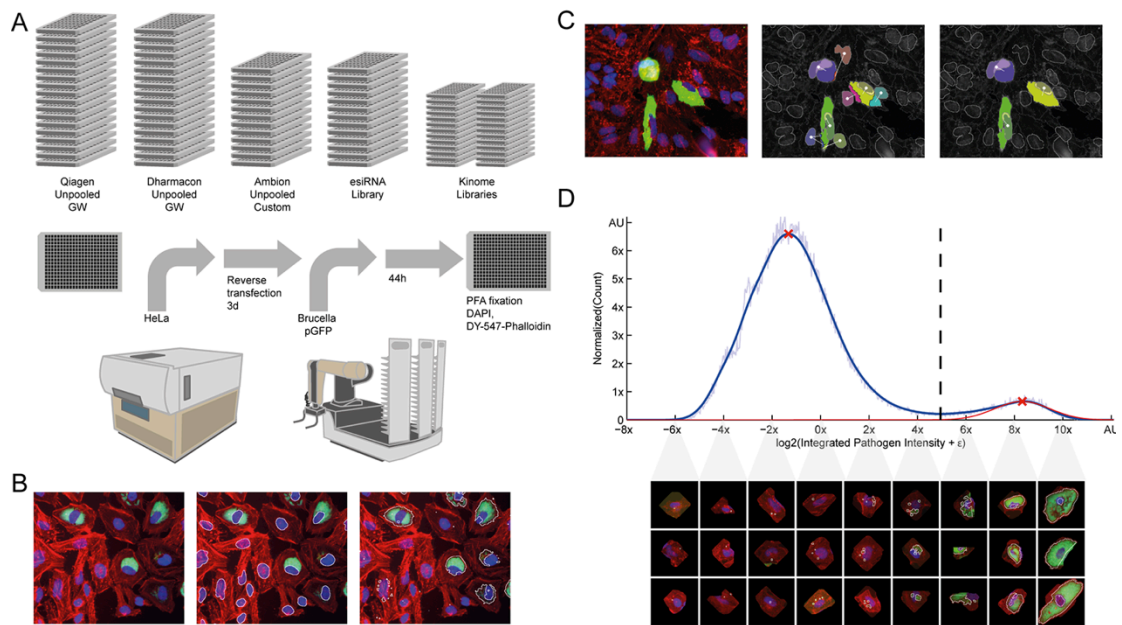 A
Qiagen
Unpooled
GW
Dharmacon
Unpooled
GW
Ambion
Unpooled
Custom
esiRNA
Library
Kinome
Libraries
HeLa
Reverse
transfection
3d
Brucella
pGFP
44h
PFA fixation
DAPI,
DY-547-Phalloidin
B
C
D
AU
6x
5x
4x
3x
2x
1x
0
Normalized(Count)
−8x −6x −4x −2x 0x 2x 4x 6x 8x 10x AU
log2(Integrated Pathogen Intensity + ε)